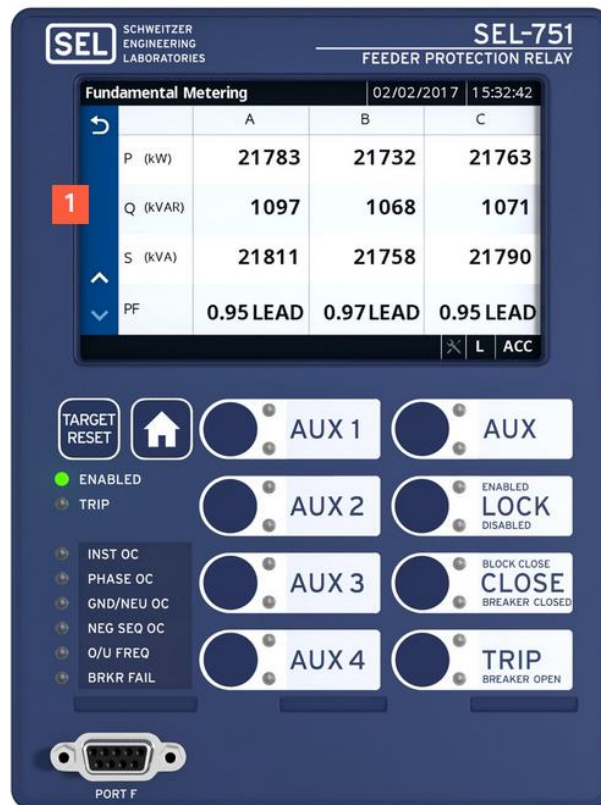 SEL SCHWEITZER
ENGINEERING
LABORATORIES
SEL-751
FEEDER PROTECTION RELAY
Fundamental Metering 02/02/2017 15:32:42
A B C
P (kW) 21783 21732 21763
1
Q (kVAR) 1097 1068 1071
S (kVA) 21811 21758 21790
PF 0.95 LEAD 0.97 LEAD 0.95 LEAD
L ACC
TARGET
RESET
AUX 1
AUX
ENABLED
TRIP
AUX 2
ENABLED
LOCK
DISABLED
INST OC
PHASE OC
GND/NEU OC
NEG SEQ OC
O/U FREQ
BRKR FAIL
AUX 3
BLOCK CLOSE
CLOSE
BREAKER CLOSED
AUX 4
TRIP
BREAKER OPEN
PORT F